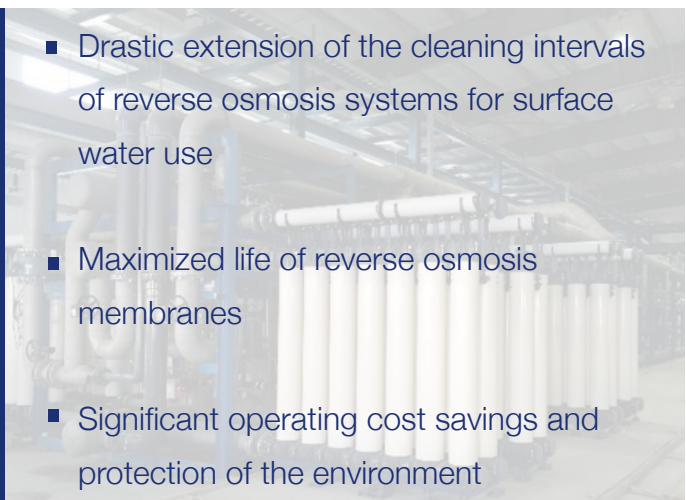 ▪ Drastic extension of the cleaning intervals
of reverse osmosis systems for surface
water use
▪ Maximized life of reverse osmosis
membranes
▪ Significant operating cost savings and
protection of the environment